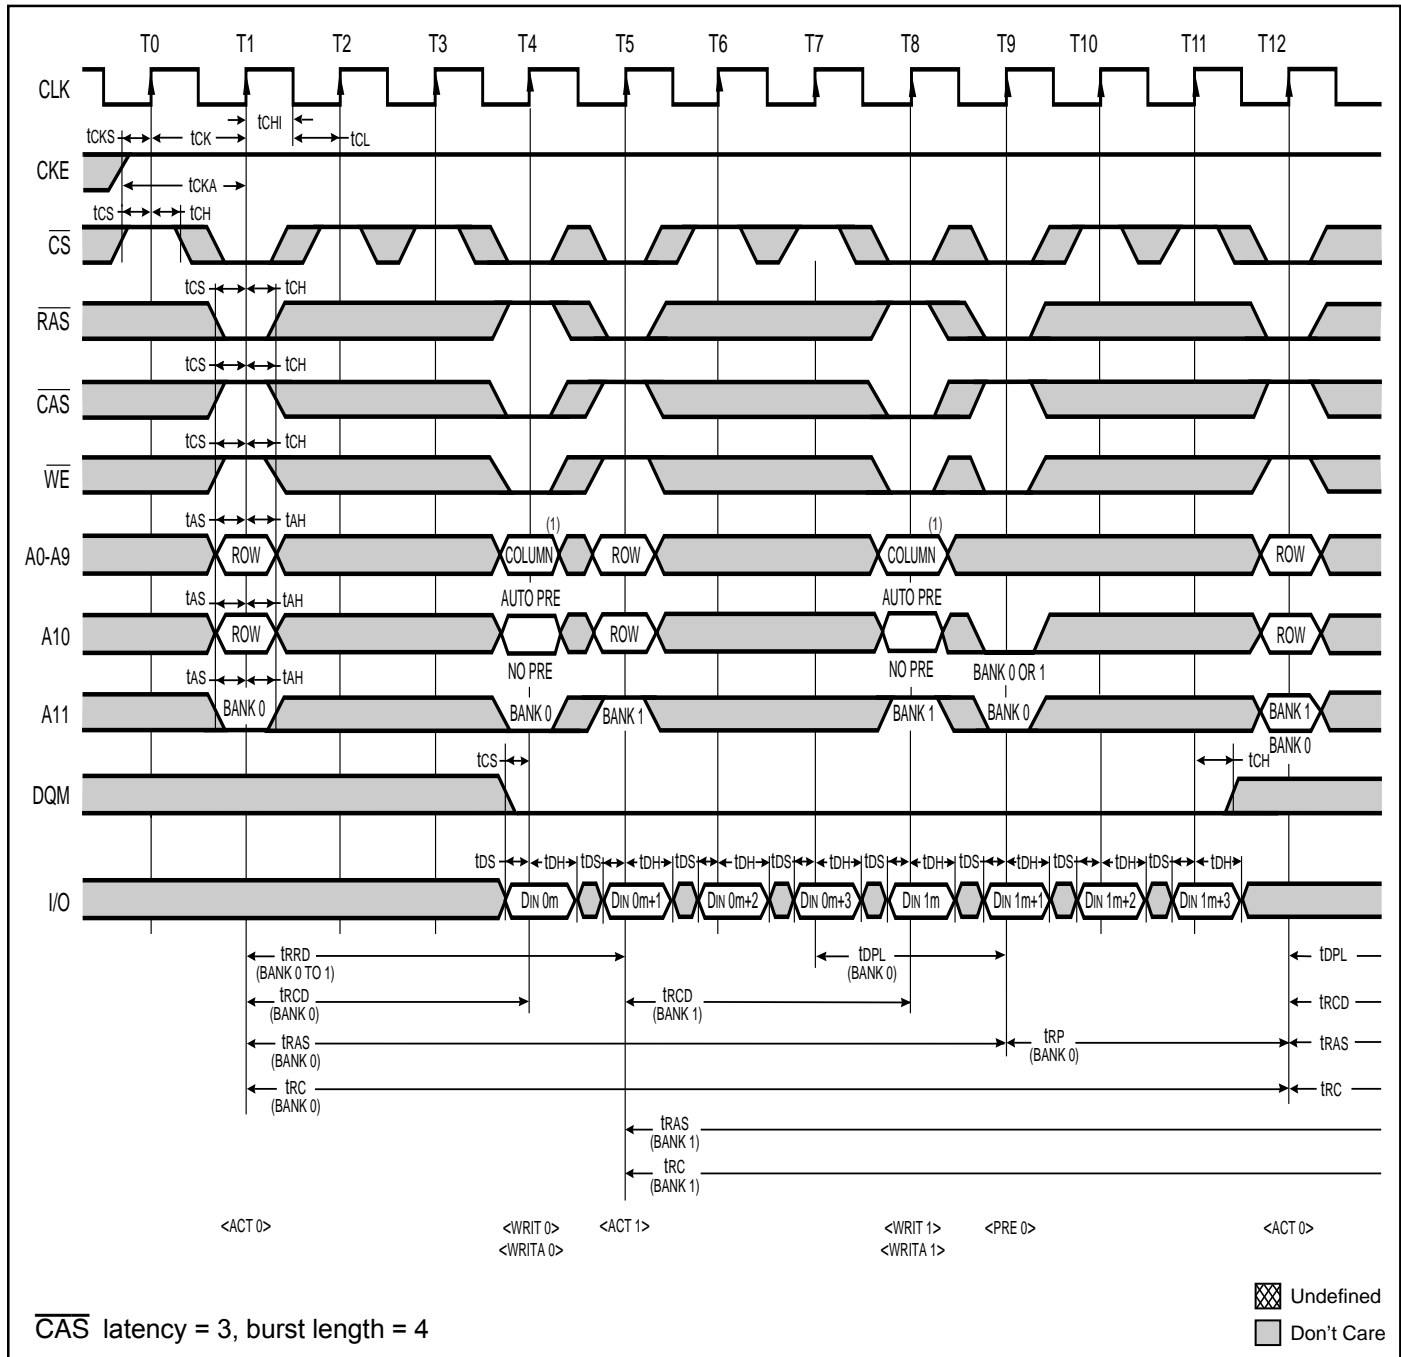 T0 T1 T2 T3 T4 T5 T6 T7 T8 T9 T10 T11 T12
CLK
tCHI
tCKS tCK tCL
CKE
tCKA
tCS tCH
CS
tCS tCH
RAS
tCS tCH
CAS
tCS tCH
WE
tAS tAH (1) (1)
A0-A9 ROW COLUMN ROW COLUMN ROW
tAS tAH AUTO PRE AUTO PRE
A10 ROW ROW ROW
tAS tAH NO PRE NO PRE BANK 0 OR 1
A11 BANK 0 BANK 0 BANK 1 BANK 1 BANK 0 BANK 1
BANK 0
tCS tCH
DQM
tDS tDH tDS tDH tDS tDH tDS tDH tDS tDH tDS tDH tDS tDH tDS tDH
I/O DIN 0m DIN 0m+1 DIN 0m+2 DIN 0m+3 DIN 1m DIN 1m+1 DIN 1m+2 DIN 1m+3
tRRD tDPL tDPL
(BANK 0 TO 1) (BANK 0)
tRCD tRCD tRCD
(BANK 0) (BANK 1)
tRAS tRP tRAS
(BANK 0) (BANK 0)
tRC tRC
(BANK 0)
tRAS
(BANK 1)
tRC
(BANK 1)
<ACT 0> <WRIT 0> <ACT 1> <WRIT 1> <PRE 0> <ACT 0>
<WRITA 0> <WRITA 1>
Undefined
CAS latency = 3, burst length = 4
Don't Care